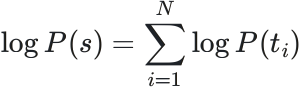 log P(s) = ∑_{i=1}^{N} log P(t_i)